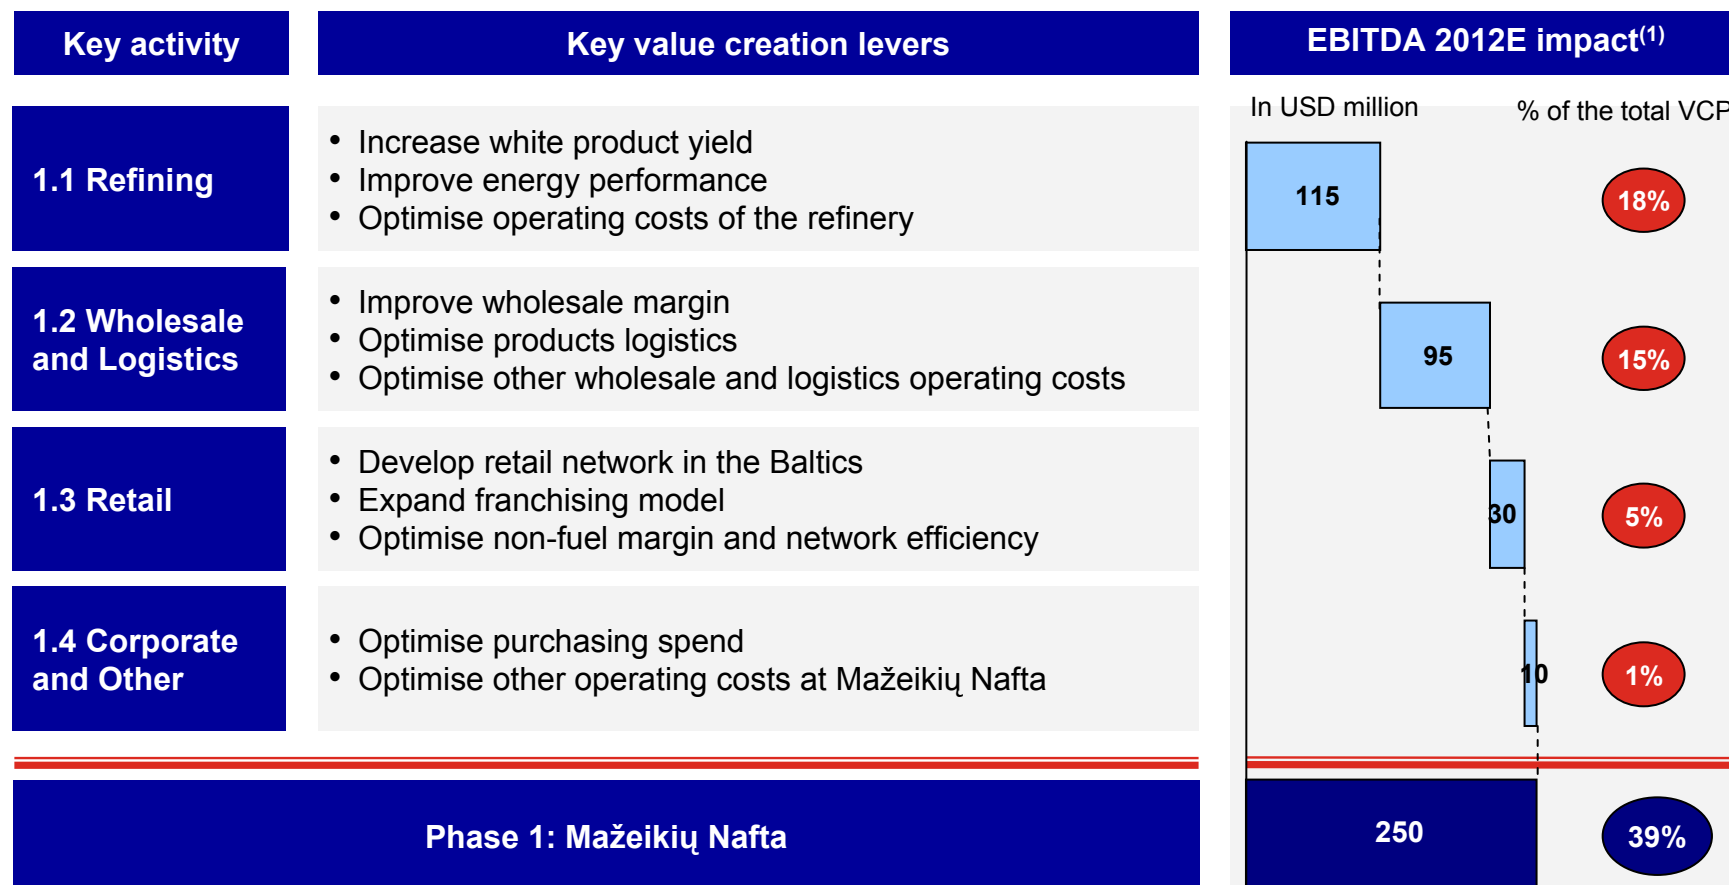 Key activity
Key value creation levers
EBITDA 2012E impact(1)
In USD million
% of the total VCP
1.1 Refining
• Increase white product yield
• Improve energy performance
• Optimise operating costs of the refinery
115
18%
1.2 Wholesale
and Logistics
• Improve wholesale margin
• Optimise products logistics
• Optimise other wholesale and logistics operating costs
95
15%
1.3 Retail
• Develop retail network in the Baltics
• Expand franchising model
• Optimise non-fuel margin and network efficiency
30
5%
1.4 Corporate
and Other
• Optimise purchasing spend
• Optimise other operating costs at Mažeikių Nafta
10
1%
Phase 1: Mažeikių Nafta
250
39%